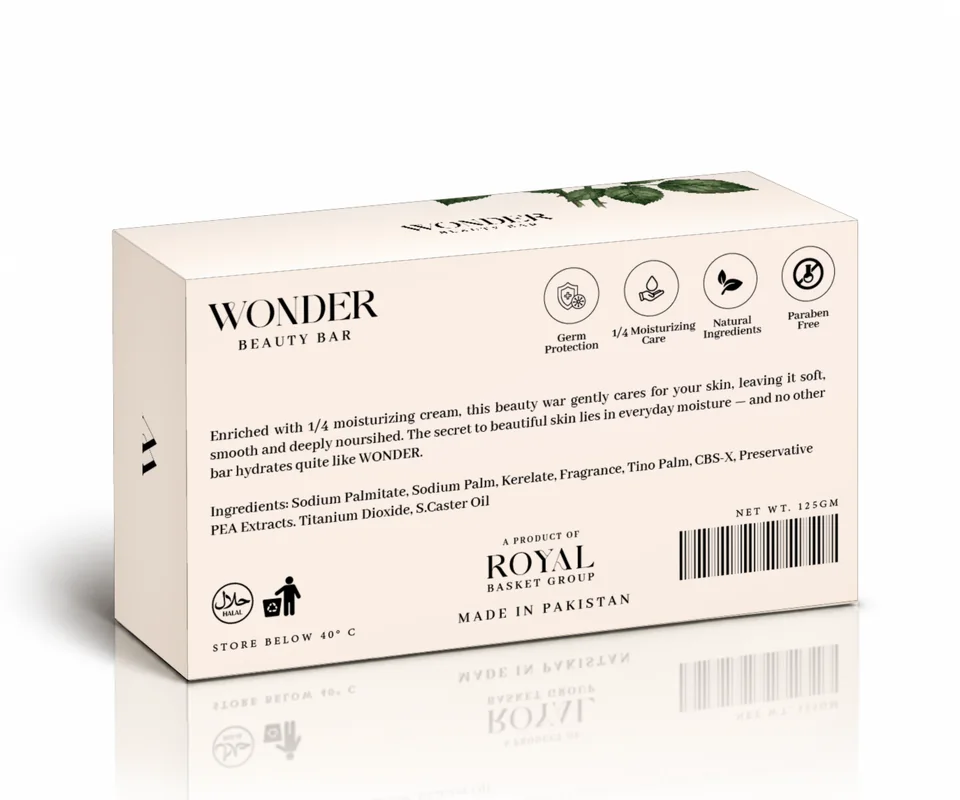 WONDER
BEAUTY BAR
WONDER
BEAUTY BAR
Germ
Protection
1/4 Moisturizing
Care
Natural
Ingredients
Paraben
Free
Enriched with 1/4 moisturizing cream, this beauty war gently cares for your skin, leaving it soft,
smooth and deeply noursihed. The secret to beautiful skin lies in everyday moisture — and no other
bar hydrates quite like WONDER.
Ingredients: Sodium Palmitate, Sodium Palm, Kerelate, Fragrance, Tino Palm, CBS-X, Preservative
PEA Extracts. Titanium Dioxide, S.Caster Oil
NET WT. 125GM
A PRODUCT OF
ROYAL
BASKET GROUP
MADE IN PAKISTAN
حلال
HALAL
STORE BELOW 40° C